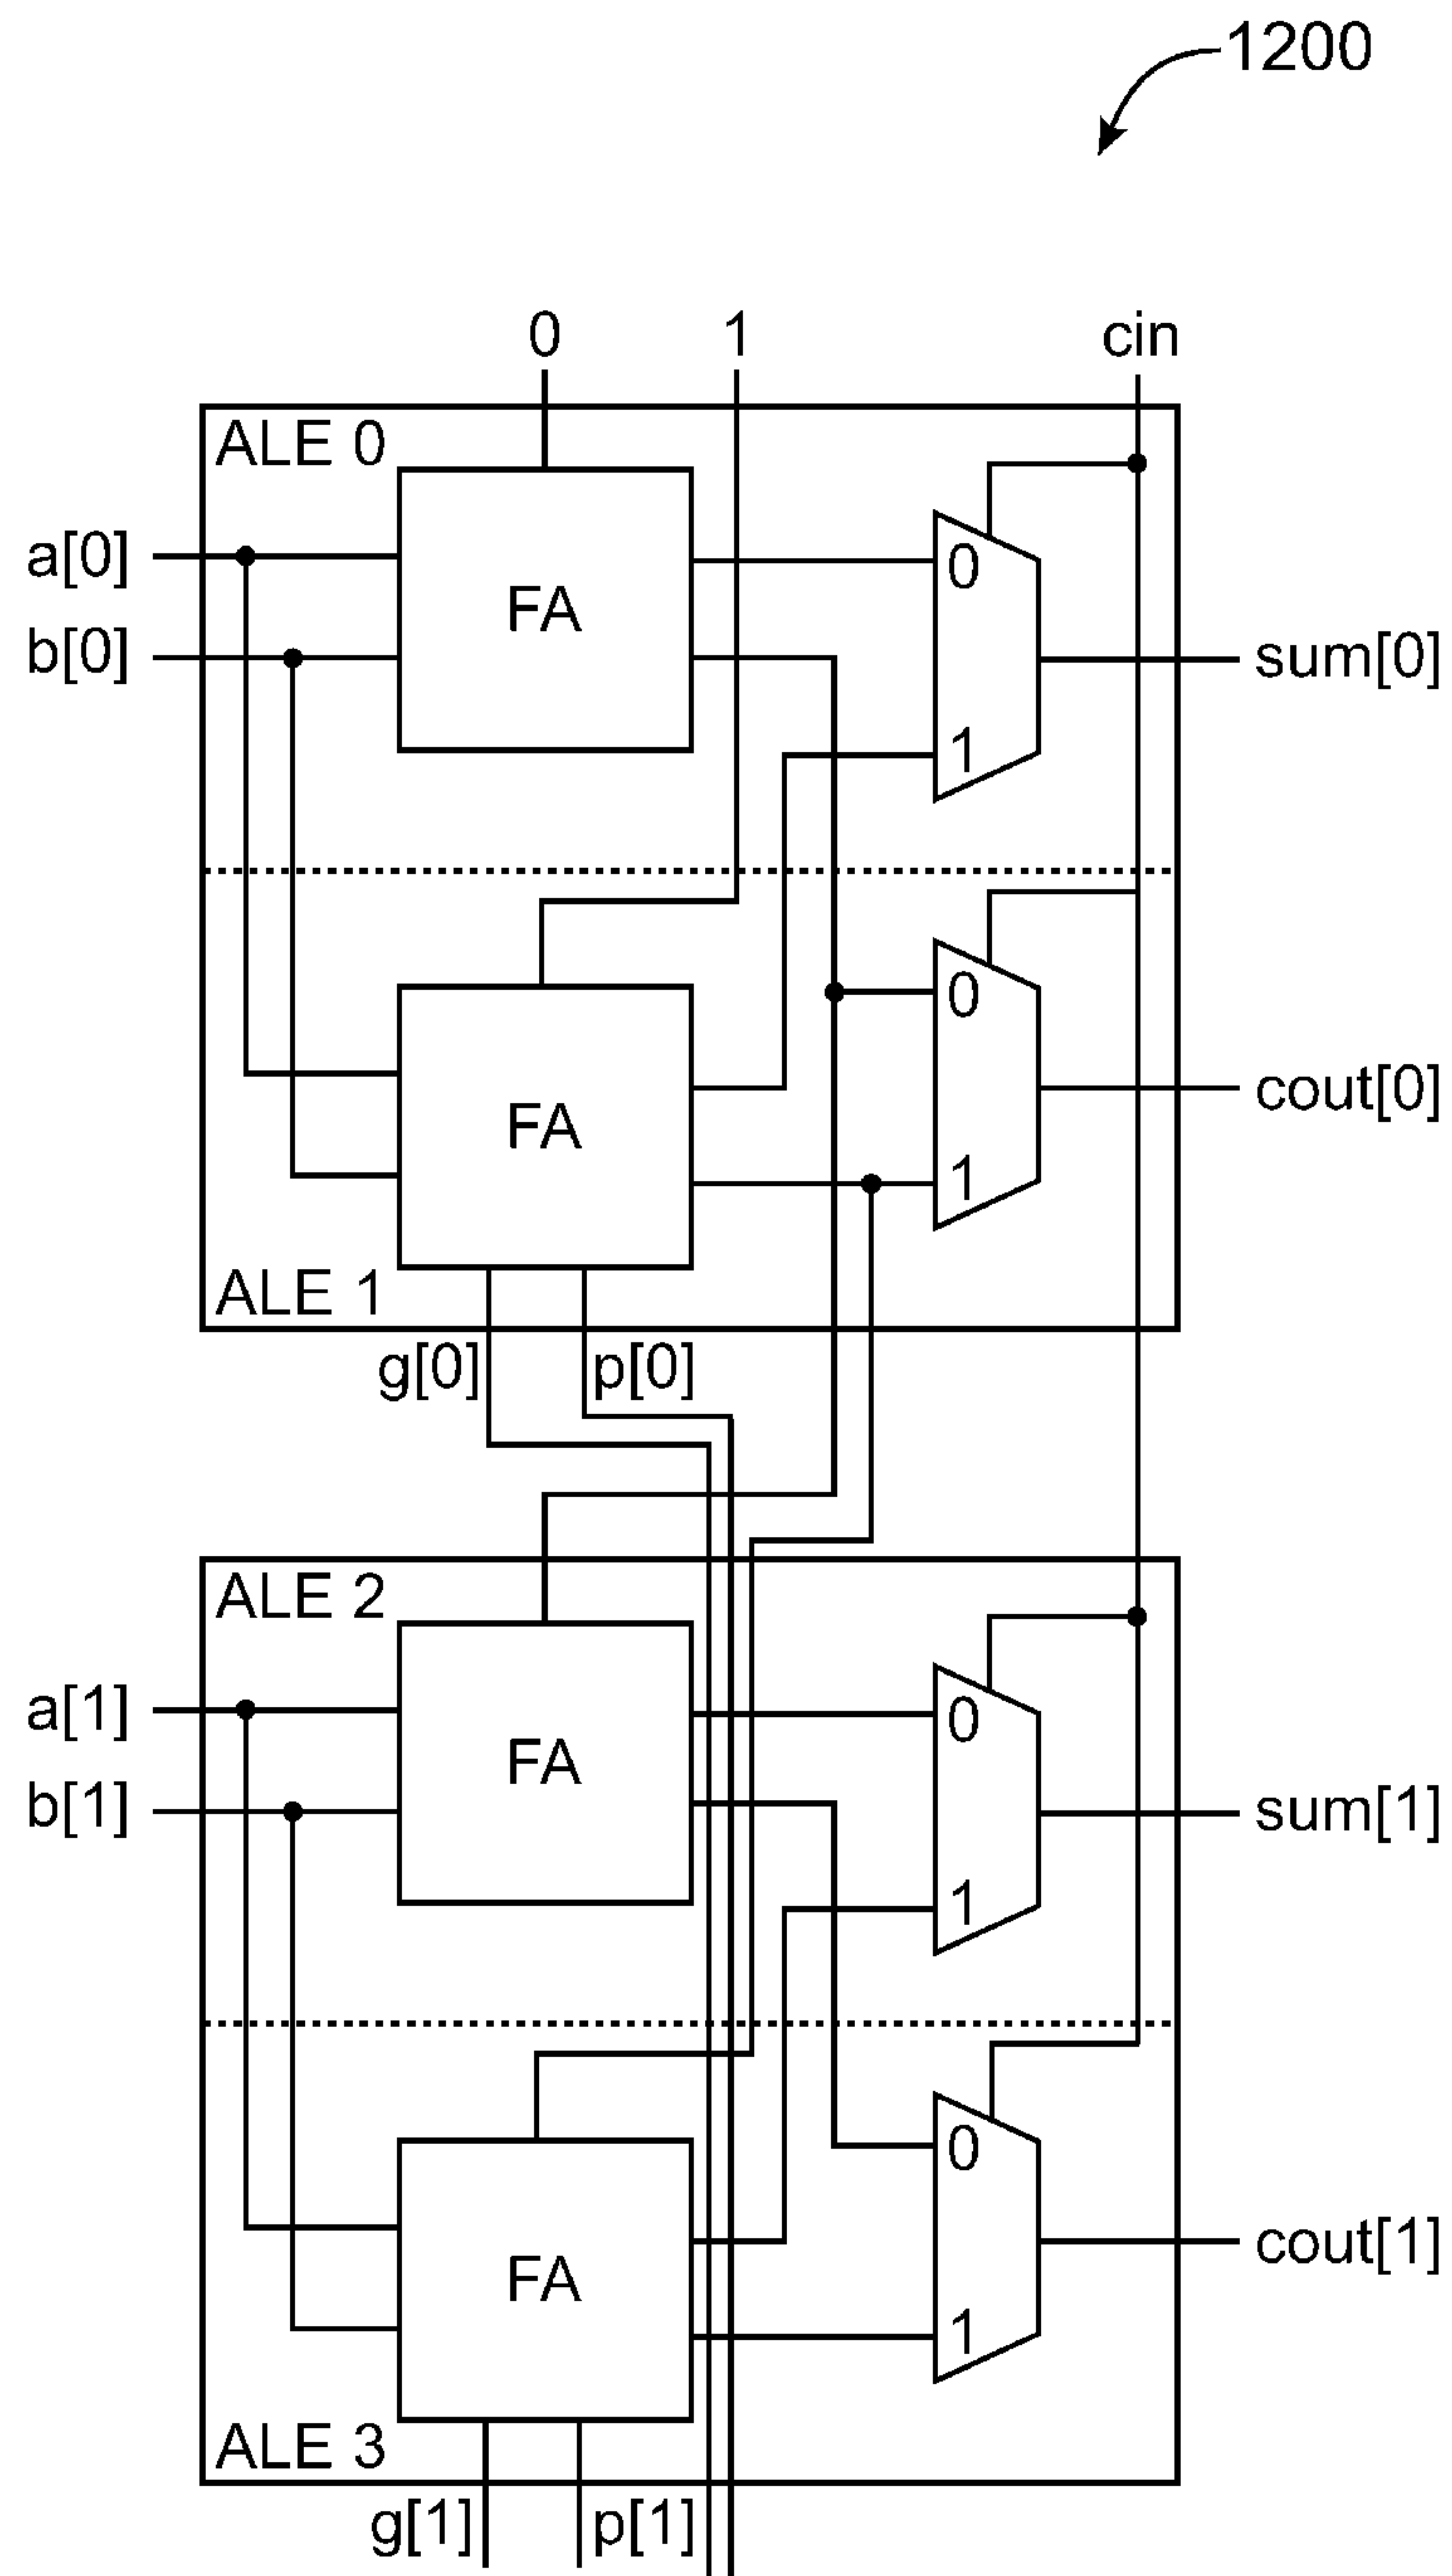 1200
0 1 cin
ALE 0
a[0]
FA
0
b[0]
sum[0]
1
0
FA
cout[0]
1
ALE 1
g[0] p[0]
ALE 2
a[1]
FA
0
b[1]
sum[1]
1
0
FA
cout[1]
1
ALE 3
g[1] p[1]